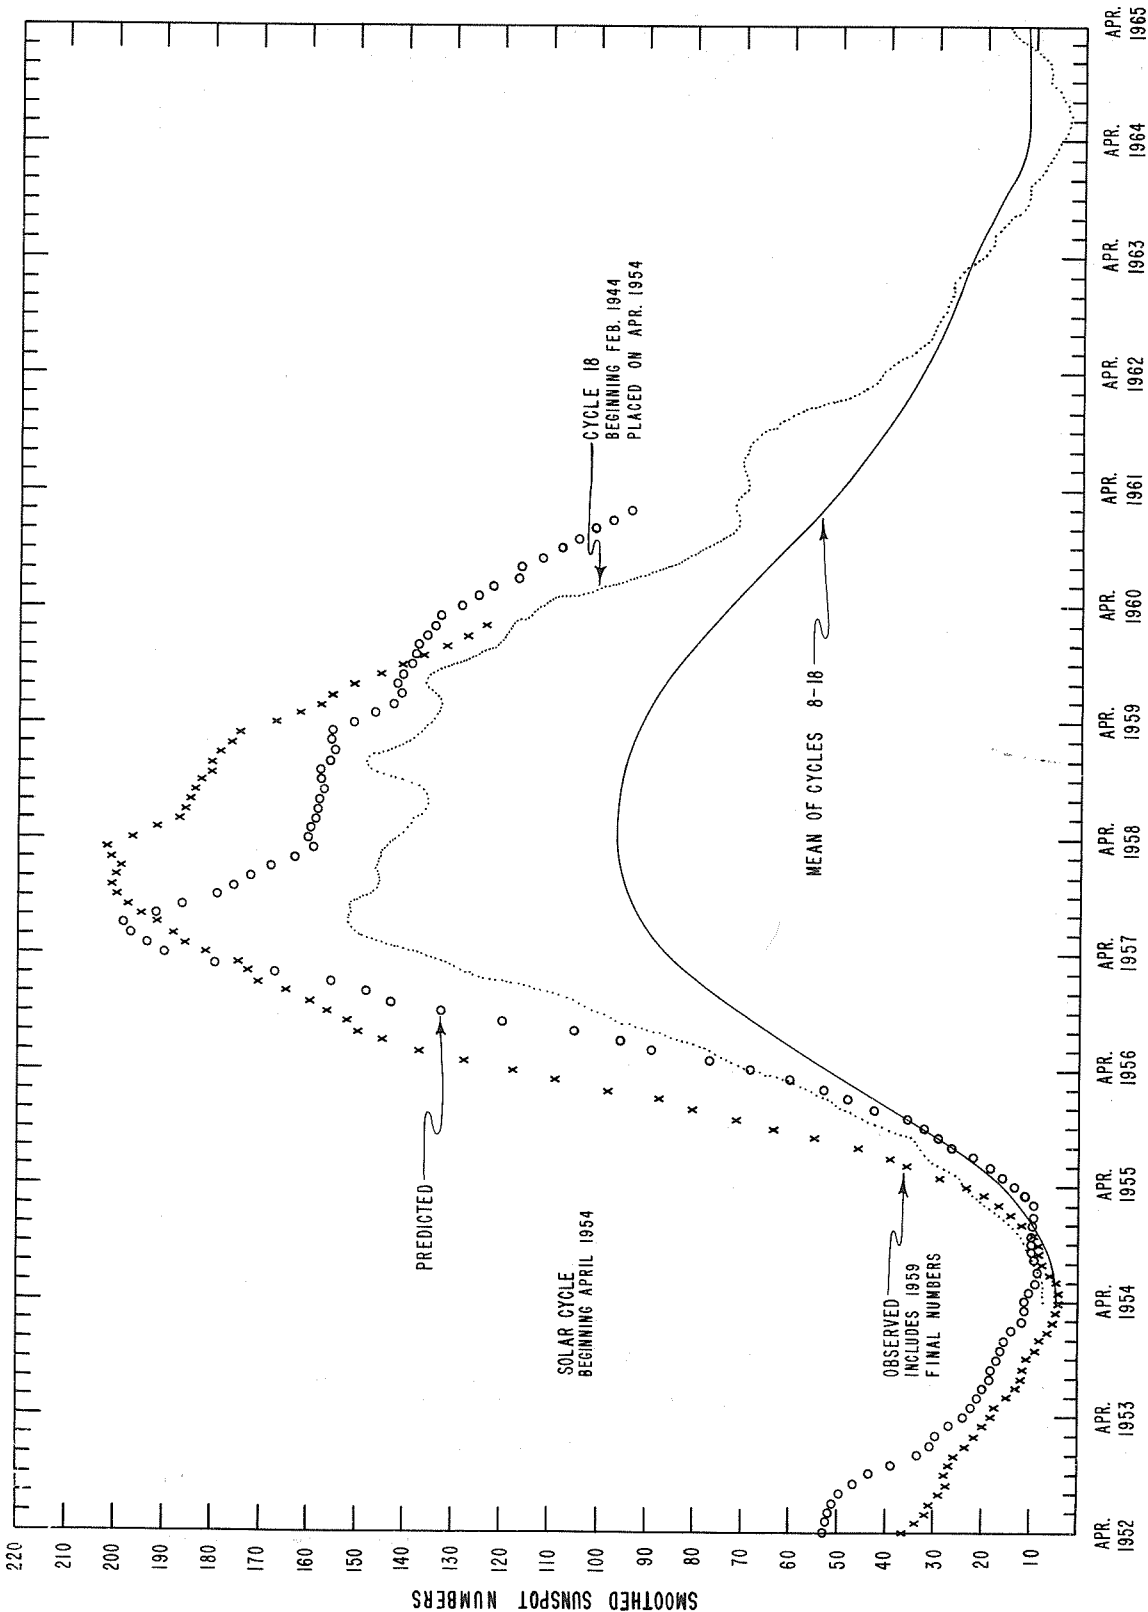 SMOOTHED SUNSPOT NUMBERS
220
210
200
190
180
170
160
150
140
130
120
110
100
90
80
70
60
50
40
30
20
10
PREDICTED
SOLAR CYCLE
BEGINNING APRIL 1954
OBSERVED
INCLUDES 1959
FINAL NUMBERS
CYCLE 18
BEGINNING FEB. 1944
PLACED ON APR. 1954
MEAN OF CYCLES 8-18
APR.
1952
APR.
1953
APR.
1954
APR.
1955
APR.
1956
APR.
1957
APR.
1958
APR.
1959
APR.
1960
APR.
1961
APR.
1962
APR.
1963
APR.
1964
APR.
1965